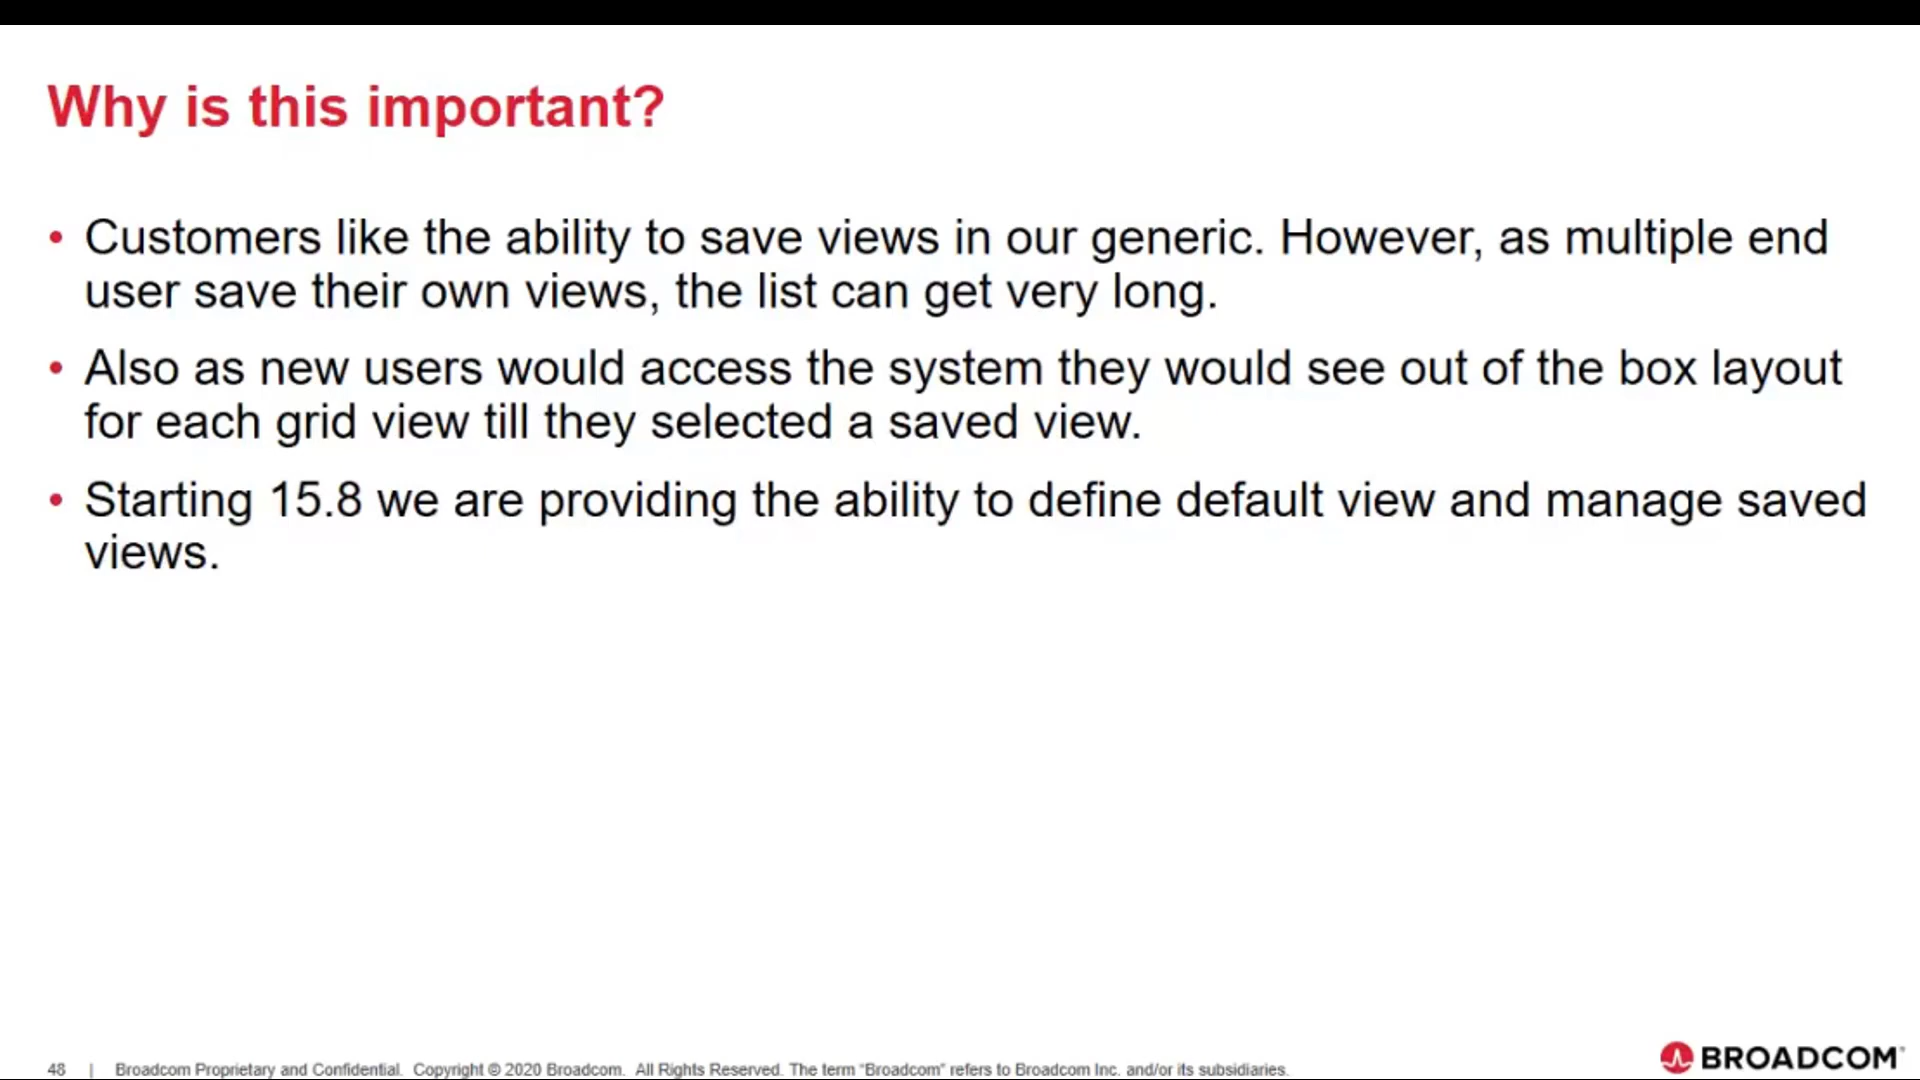 Why is this important?
• Customers like the ability to save views in our generic. However, as multiple end
user save their own views, the list can get very long.
• Also as new users would access the system they would see out of the box layout
for each grid view till they selected a saved view.
• Starting 15.8 we are providing the ability to define default view and manage saved
views.
48 | Broadcom Proprietary and Confidential. Copyright © 2020 Broadcom. All Rights Reserved. The term “Broadcom” refers to Broadcom Inc. and/or its subsidiaries.
BROADCOM